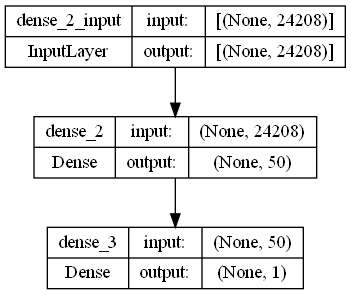 dense_2_input input: [(None, 24208)]
InputLayer output: [(None, 24208)]
dense_2 input: (None, 24208)
Dense output: (None, 50)
dense_3 input: (None, 50)
Dense output: (None, 1)